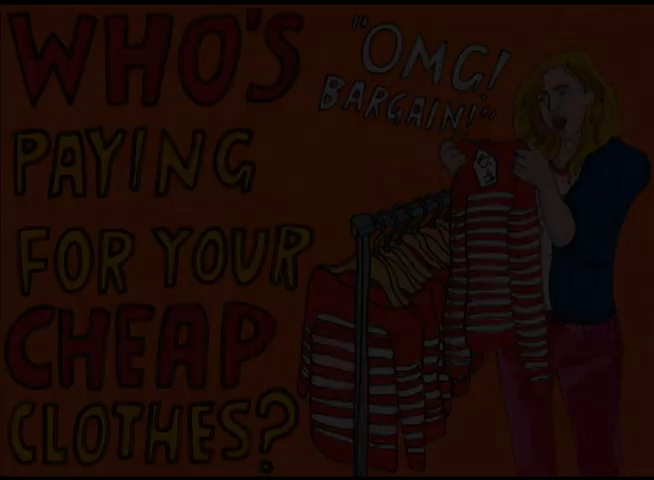 WHO'S
PAYING
FOR YOUR
CHEAP
CLOTHES?
"OMG!
BARGAIN!"